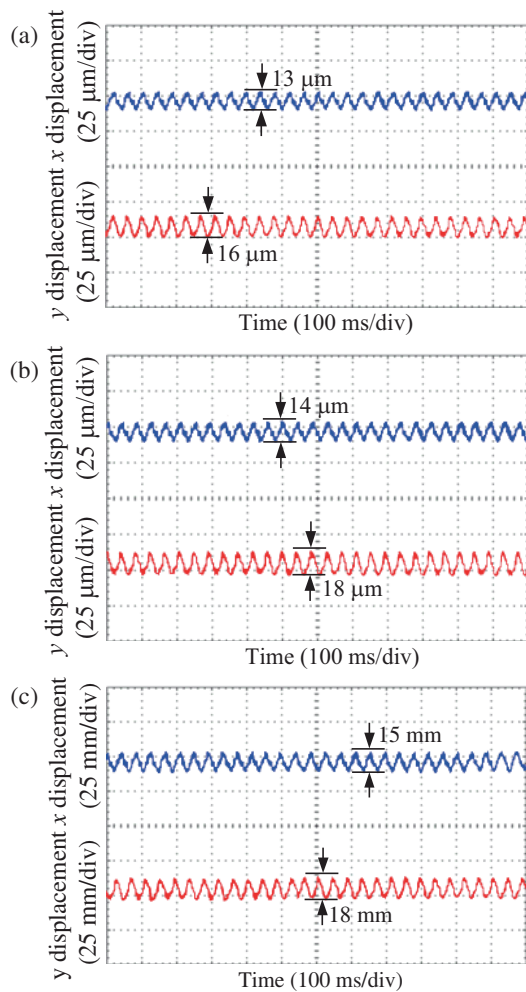 (a)
y displacement x displacement
(25 μm/div) (25 μm/div)
13 μm
16 μm
Time (100 ms/div)
(b)
y displacement x displacement
(25 μm/div) (25 μm/div)
14 μm
18 μm
Time (100 ms/div)
(c)
y displacement x displacement
(25 mm/div) (25 mm/div)
15 mm
18 mm
Time (100 ms/div)